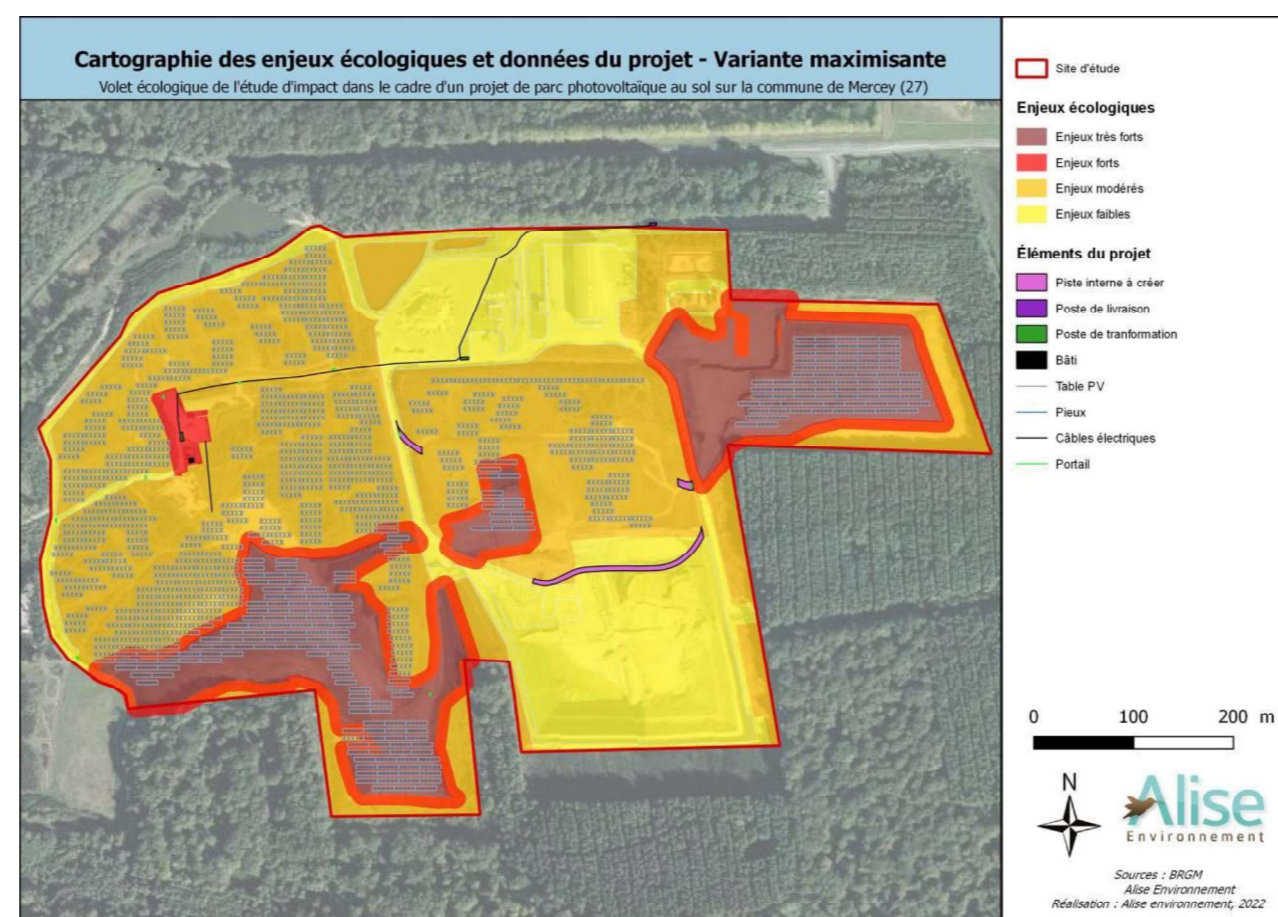 Cartographie des enjeux écologiques et données du projet - Variante maximisante
Volet écologique de l'étude d'impact dans le cadre d'un projet de parc photovoltaïque au sol sur la commune de Mercey (27)
Site d'étude
Enjeux écologiques
Enjeux très forts
Enjeux forts
Enjeux modérés
Enjeux faibles
Éléments du projet
Piste interne à créer
Poste de livraison
Poste de tranformation
Bâti
Table PV
Pieux
Câbles électriques
Portail
0 100 200 m
N
Alise
Environnement
Sources : BRGM
Alise Environnement
Réalisation : Alise environnement, 2022